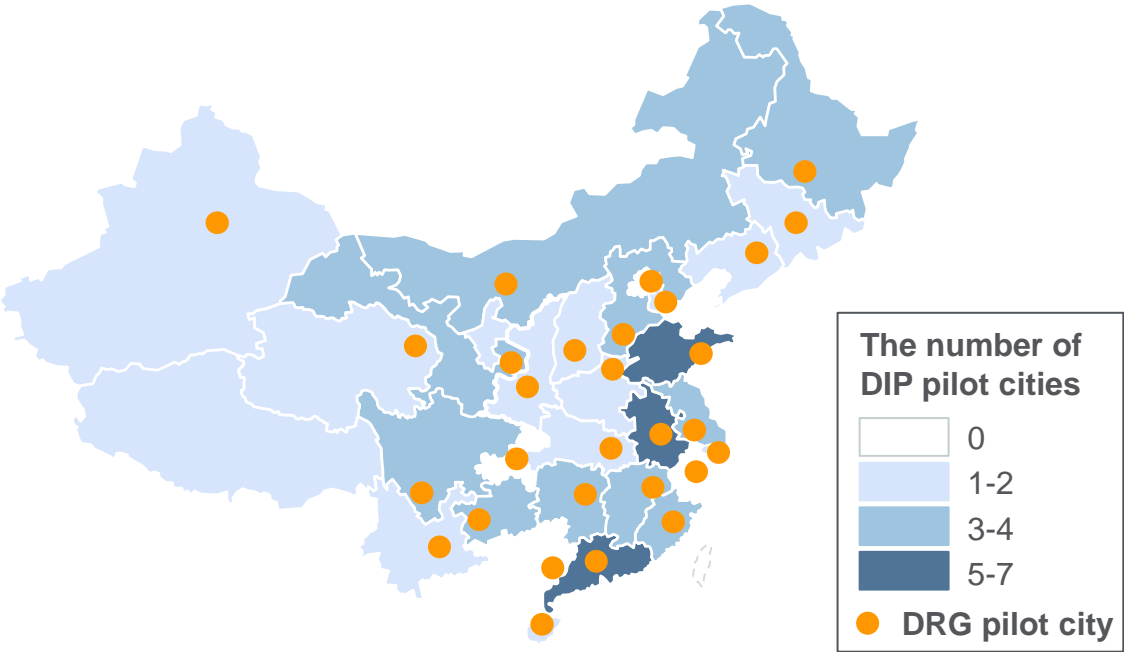 The number of
DIP pilot cities
0
1-2
3-4
5-7
DRG pilot city